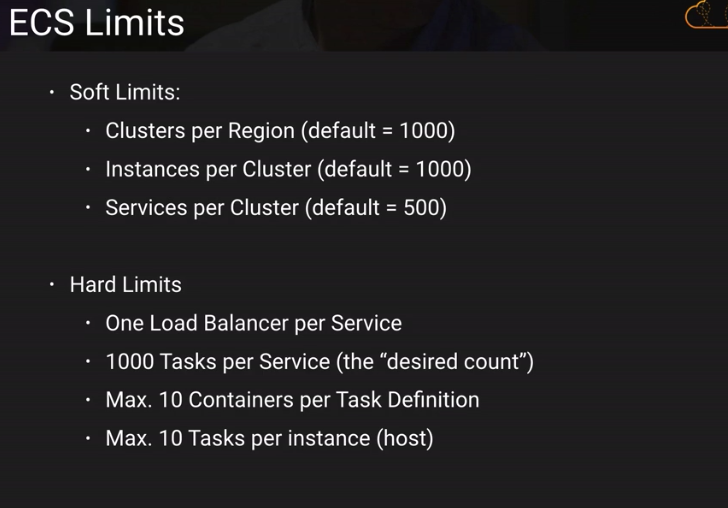 ECS Limits
· Soft Limits:
· Clusters per Region (default = 1000)
· Instances per Cluster (default = 1000)
· Services per Cluster (default = 500)
· Hard Limits
· One Load Balancer per Service
· 1000 Tasks per Service (the “desired count”)
· Max. 10 Containers per Task Definition
· Max. 10 Tasks per instance (host)